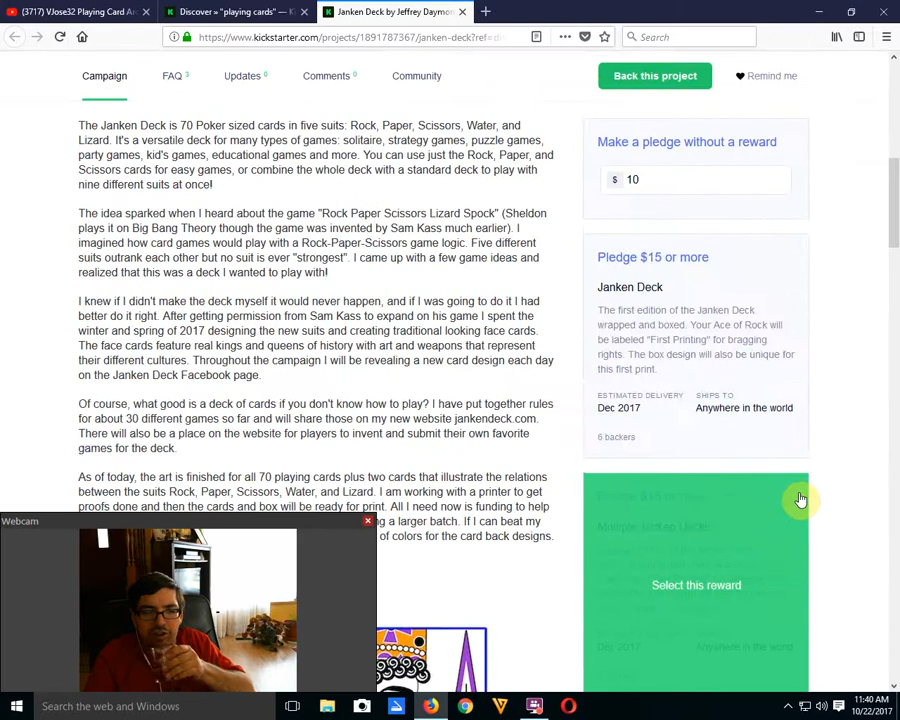 (3717) VJose32 Playing Card Ar
Discover » "playing cards" — K
Janken Deck by Jeffrey Daymon
https://www.kickstarter.com/projects/1891787367/janken-deck?ref=di
Search
Campaign
FAQ 3
Updates 0
Comments 0
Community
Back this project
Remind me
The Janken Deck is 70 Poker sized cards in five suits: Rock, Paper, Scissors, Water, and
Lizard. It's a versatile deck for many types of games: solitaire, strategy games, puzzle games,
party games, kid's games, educational games and more. You can use just the Rock, Paper, and
Scissors cards for easy games, or combine the whole deck with a standard deck to play with
nine different suits at once!
The idea sparked when I heard about the game "Rock Paper Scissors Lizard Spock" (Sheldon
plays it on Big Bang Theory though the game was invented by Sam Kass much earlier). I
imagined how card games would play with a Rock-Paper-Scissors game logic. Five different
suits outrank each other but no suit is ever "strongest". I came up with a few game ideas and
realized that this was a deck I wanted to play with!
I knew if I didn't make the deck myself it would never happen, and if I was going to do it I had
better do it right. After getting permission from Sam Kass to expand on his game I spent the
winter and spring of 2017 designing the new suits and creating traditional looking face cards.
The face cards feature real kings and queens of history with art and weapons that represent
their different cultures. Throughout the campaign I will be revealing a new card design each day
on the Janken Deck Facebook page.
Of course, what good is a deck of cards if you don't know how to play? I have put together rules
for about 30 different games so far and will share those on my new website jankendeck.com.
There will also be a place on the website for players to invent and submit their own favorite
games for the deck.
As of today, the art is finished for all 70 playing cards plus two cards that illustrate the relations
between the suits Rock, Paper, Scissors, Water, and Lizard. I am working with a printer to get
proofs done and then the cards and box will be ready for print. All I need now is funding to help
g a larger batch. If I can beat my
of colors for the card back designs.
Make a pledge without a reward
$ 10
Pledge $15 or more
Janken Deck
The first edition of the Janken Deck
wrapped and boxed. Your Ace of Rock will
be labeled "First Printing" for bragging
rights. The box design will also be unique for
this first print.
ESTIMATED DELIVERY
SHIPS TO
Dec 2017
Anywhere in the world
6 backers
Select this reward
Dec 2017
Anywhere in the world
Webcam
Search the web and Windows
11:40 AM
10/22/2017